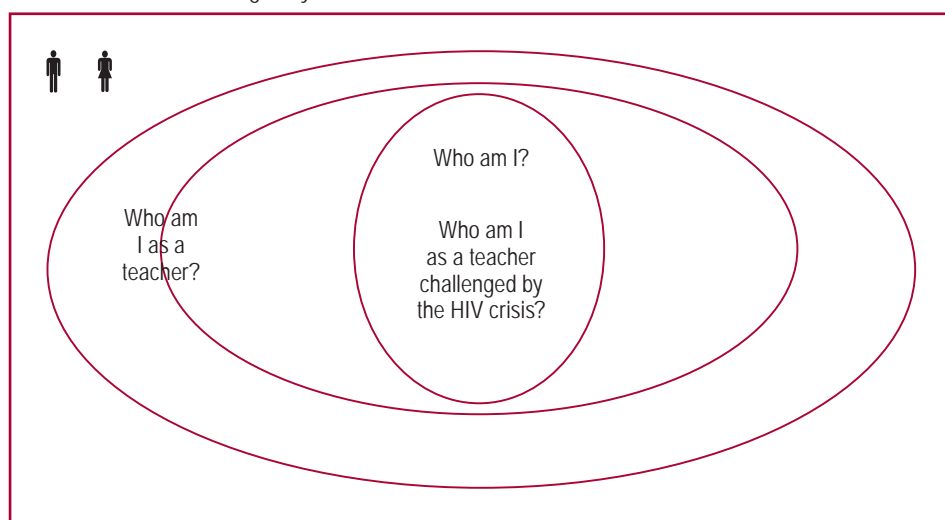 Who am I?
Who am
I as a
teacher?
Who am I
as a teacher
challenged by
the HIV crisis?